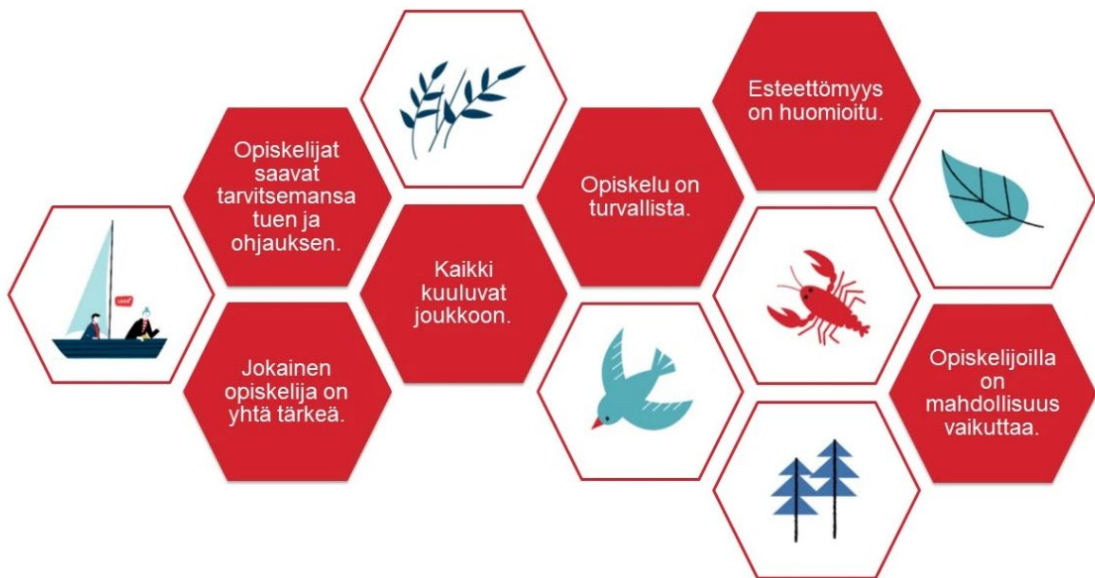 Opiskelijat
saavat
tarvitsemansa
tuen ja
ohjauksen.
Jokainen
opiskelija on
yhtä tärkeä.
Kaikki
kuuluvat
joukkoon.
Opiskelu on
turvallista.
Esteettömyys
on huomioitu.
Opiskelijoilla
on
mahdollisuus
vaikuttaa.